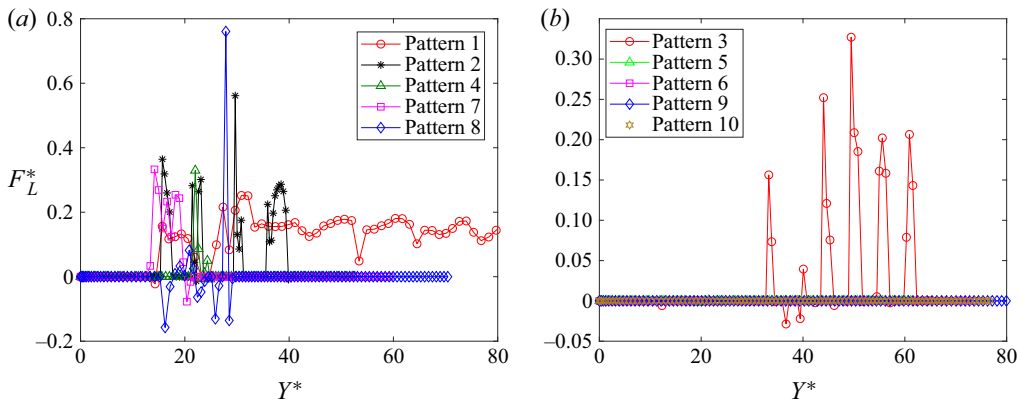 (a)
0.8
0.6
0.4
0.2
0
−0.2
F*L
0 20 40 60 80
Y*
Pattern 1
Pattern 2
Pattern 4
Pattern 7
Pattern 8
(b)
0.35
0.30
0.25
0.20
0.15
0.10
0.05
0
−0.05
0 20 40 60 80
Y*
Pattern 3
Pattern 5
Pattern 6
Pattern 9
Pattern 10